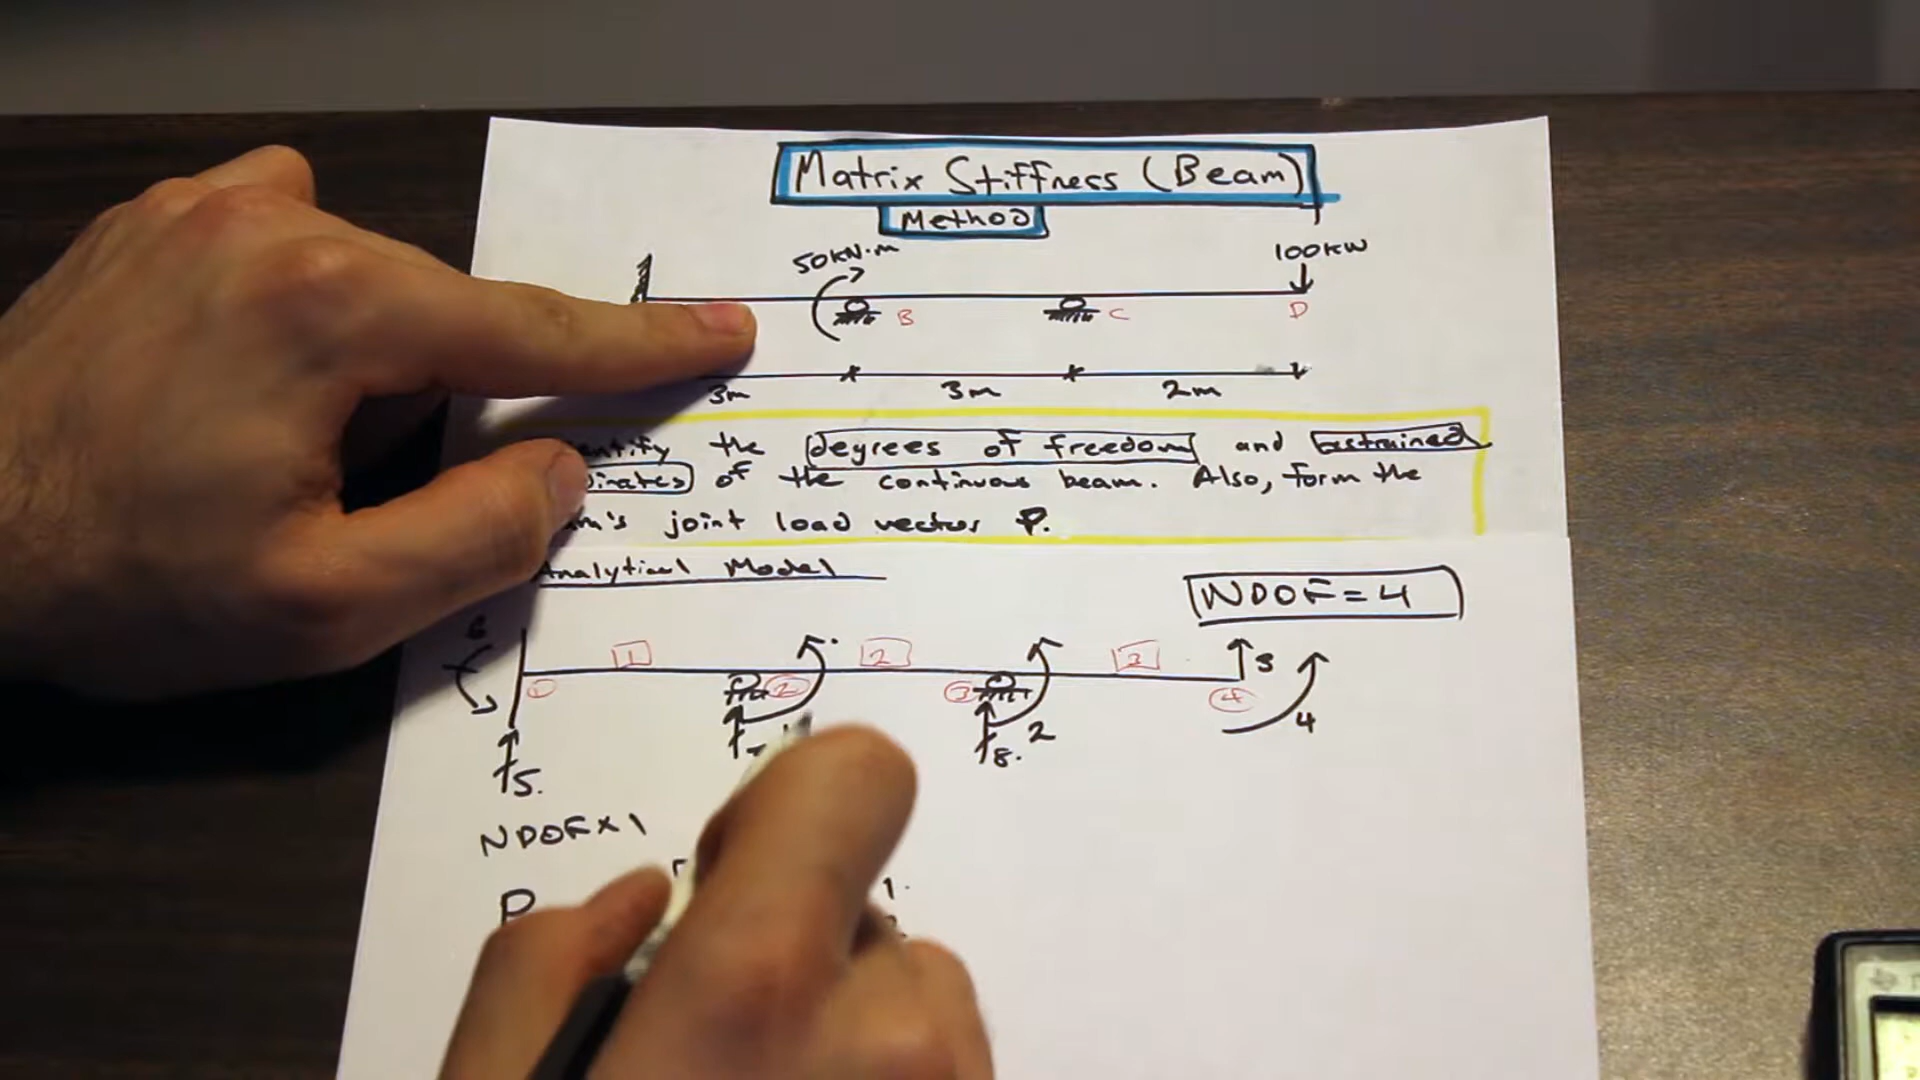 Matrix Stiffness (Beam)
Method
50KN·m
100KN
B
C
D
3m
3m
2m
the degrees of freedom and
of the continuous beam. Also, form the
joint load vector P.
Analytical Model
NDOF=4
6
1
2
3
3
1
2
3
4
4
5.
8.
2
NDOFx1
P
1.